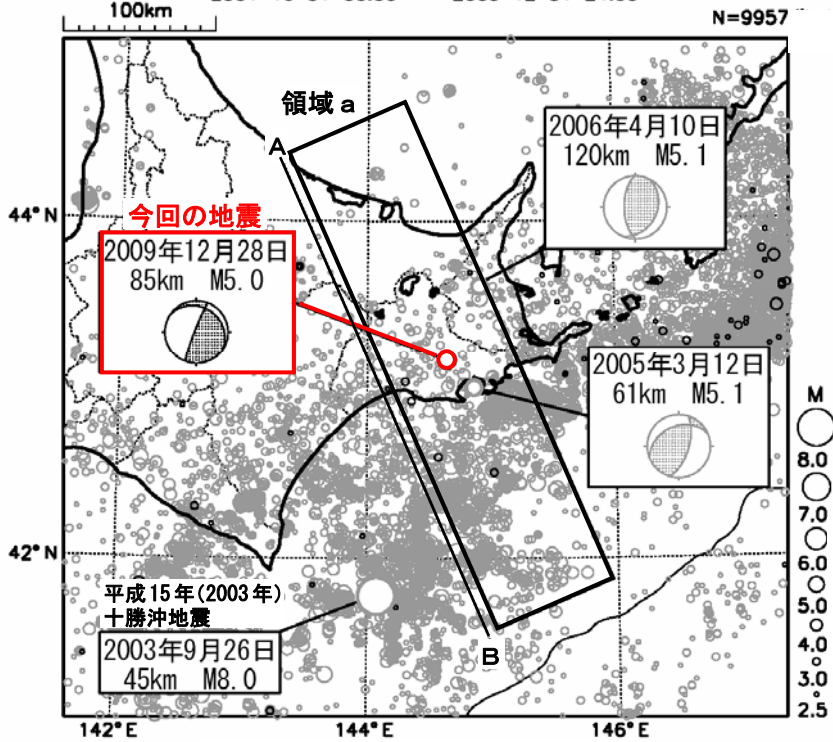 100km
N=9957
領域a
A
2006年4月10日
120km M5.1
44°N
今回の地震
2009年12月28日
85km M5.0
2005年3月12日
61km M5.1
M
8.0
7.0
6.0
5.0
4.0
3.0
2.5
42°N
平成15年(2003年)
十勝沖地震
2003年9月26日
45km M8.0
B
142°E
144°E
146°E